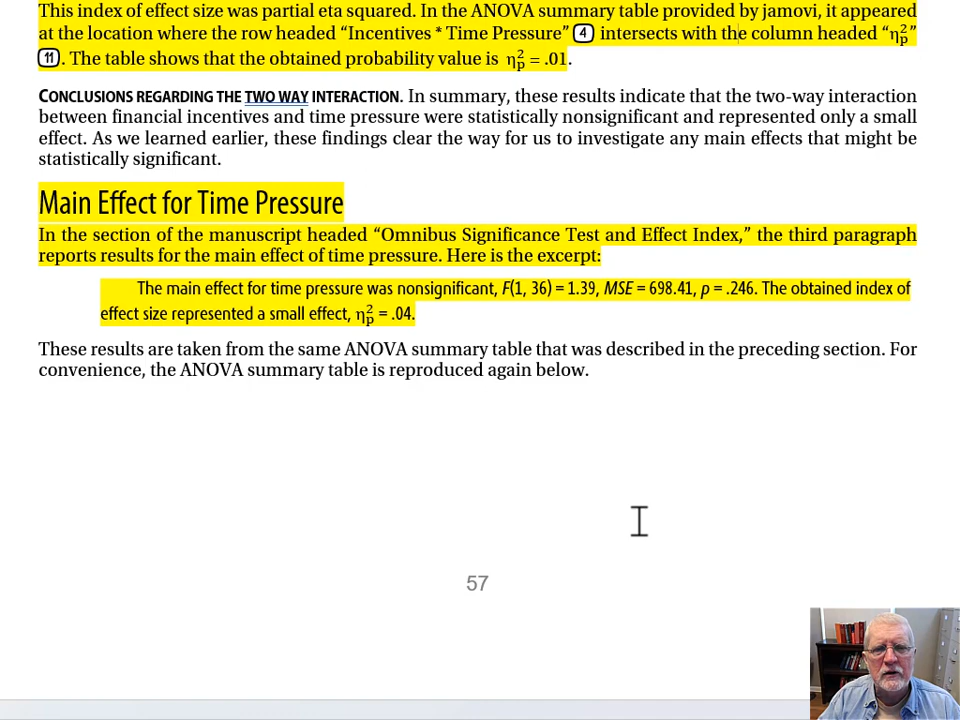 This index of effect size was partial eta squared. In the ANOVA summary table provided by jamovi, it appeared
at the location where the row headed “Incentives * Time Pressure” 4 intersects with the column headed “η²p”
11. The table shows that the obtained probability value is η²p = .01.
CONCLUSIONS REGARDING THE TWO WAY INTERACTION. In summary, these results indicate that the two-way interaction
between financial incentives and time pressure were statistically nonsignificant and represented only a small
effect. As we learned earlier, these findings clear the way for us to investigate any main effects that might be
statistically significant.
Main Effect for Time Pressure
In the section of the manuscript headed “Omnibus Significance Test and Effect Index,” the third paragraph
reports results for the main effect of time pressure. Here is the excerpt:
The main effect for time pressure was nonsignificant, F(1, 36) = 1.39, MSE = 698.41, p = .246. The obtained index of
effect size represented a small effect, η²p = .04.
These results are taken from the same ANOVA summary table that was described in the preceding section. For
convenience, the ANOVA summary table is reproduced again below.
57